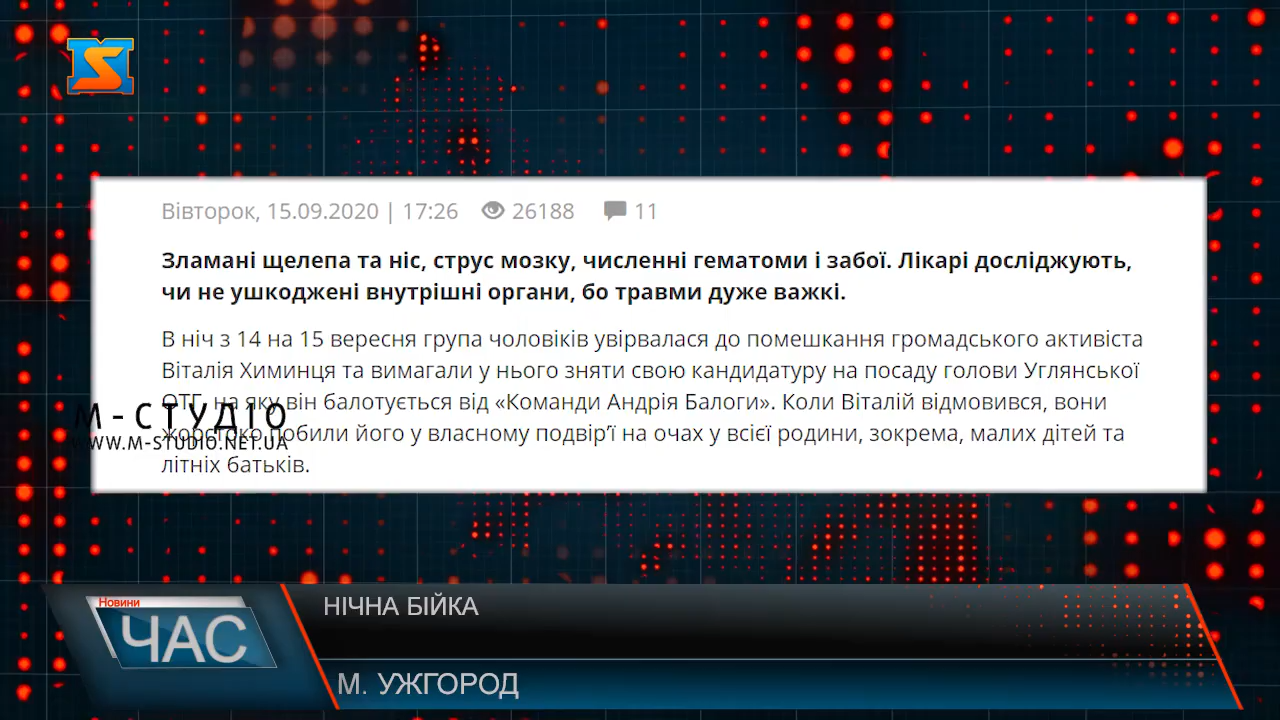 Вівторок, 15.09.2020 | 17:26 26188 11
Зламані щелепа та ніс, струс мозку, численні гематоми і забої. Лікарі досліджують,
чи не ушкоджені внутрішні органи, бо травми дуже важкі.
В ніч з 14 на 15 вересня група чоловіків увірвалася до помешкання громадського активіста
Віталія Химинця та вимагали у нього зняти свою кандидатуру на посаду голови Углянської
ОТГ, на яку він балотується від «Команди Андрія Балоги». Коли Віталій відмовився, вони
жорстоко побили його у власному подвір’ї на очах у всієї родини, зокрема, малих дітей та
літніх батьків.
М-СТУДІО
WWW.M-STUDIO.NET.UA
Новини
ЧАС
НІЧНА БІЙКА
М. УЖГОРОД